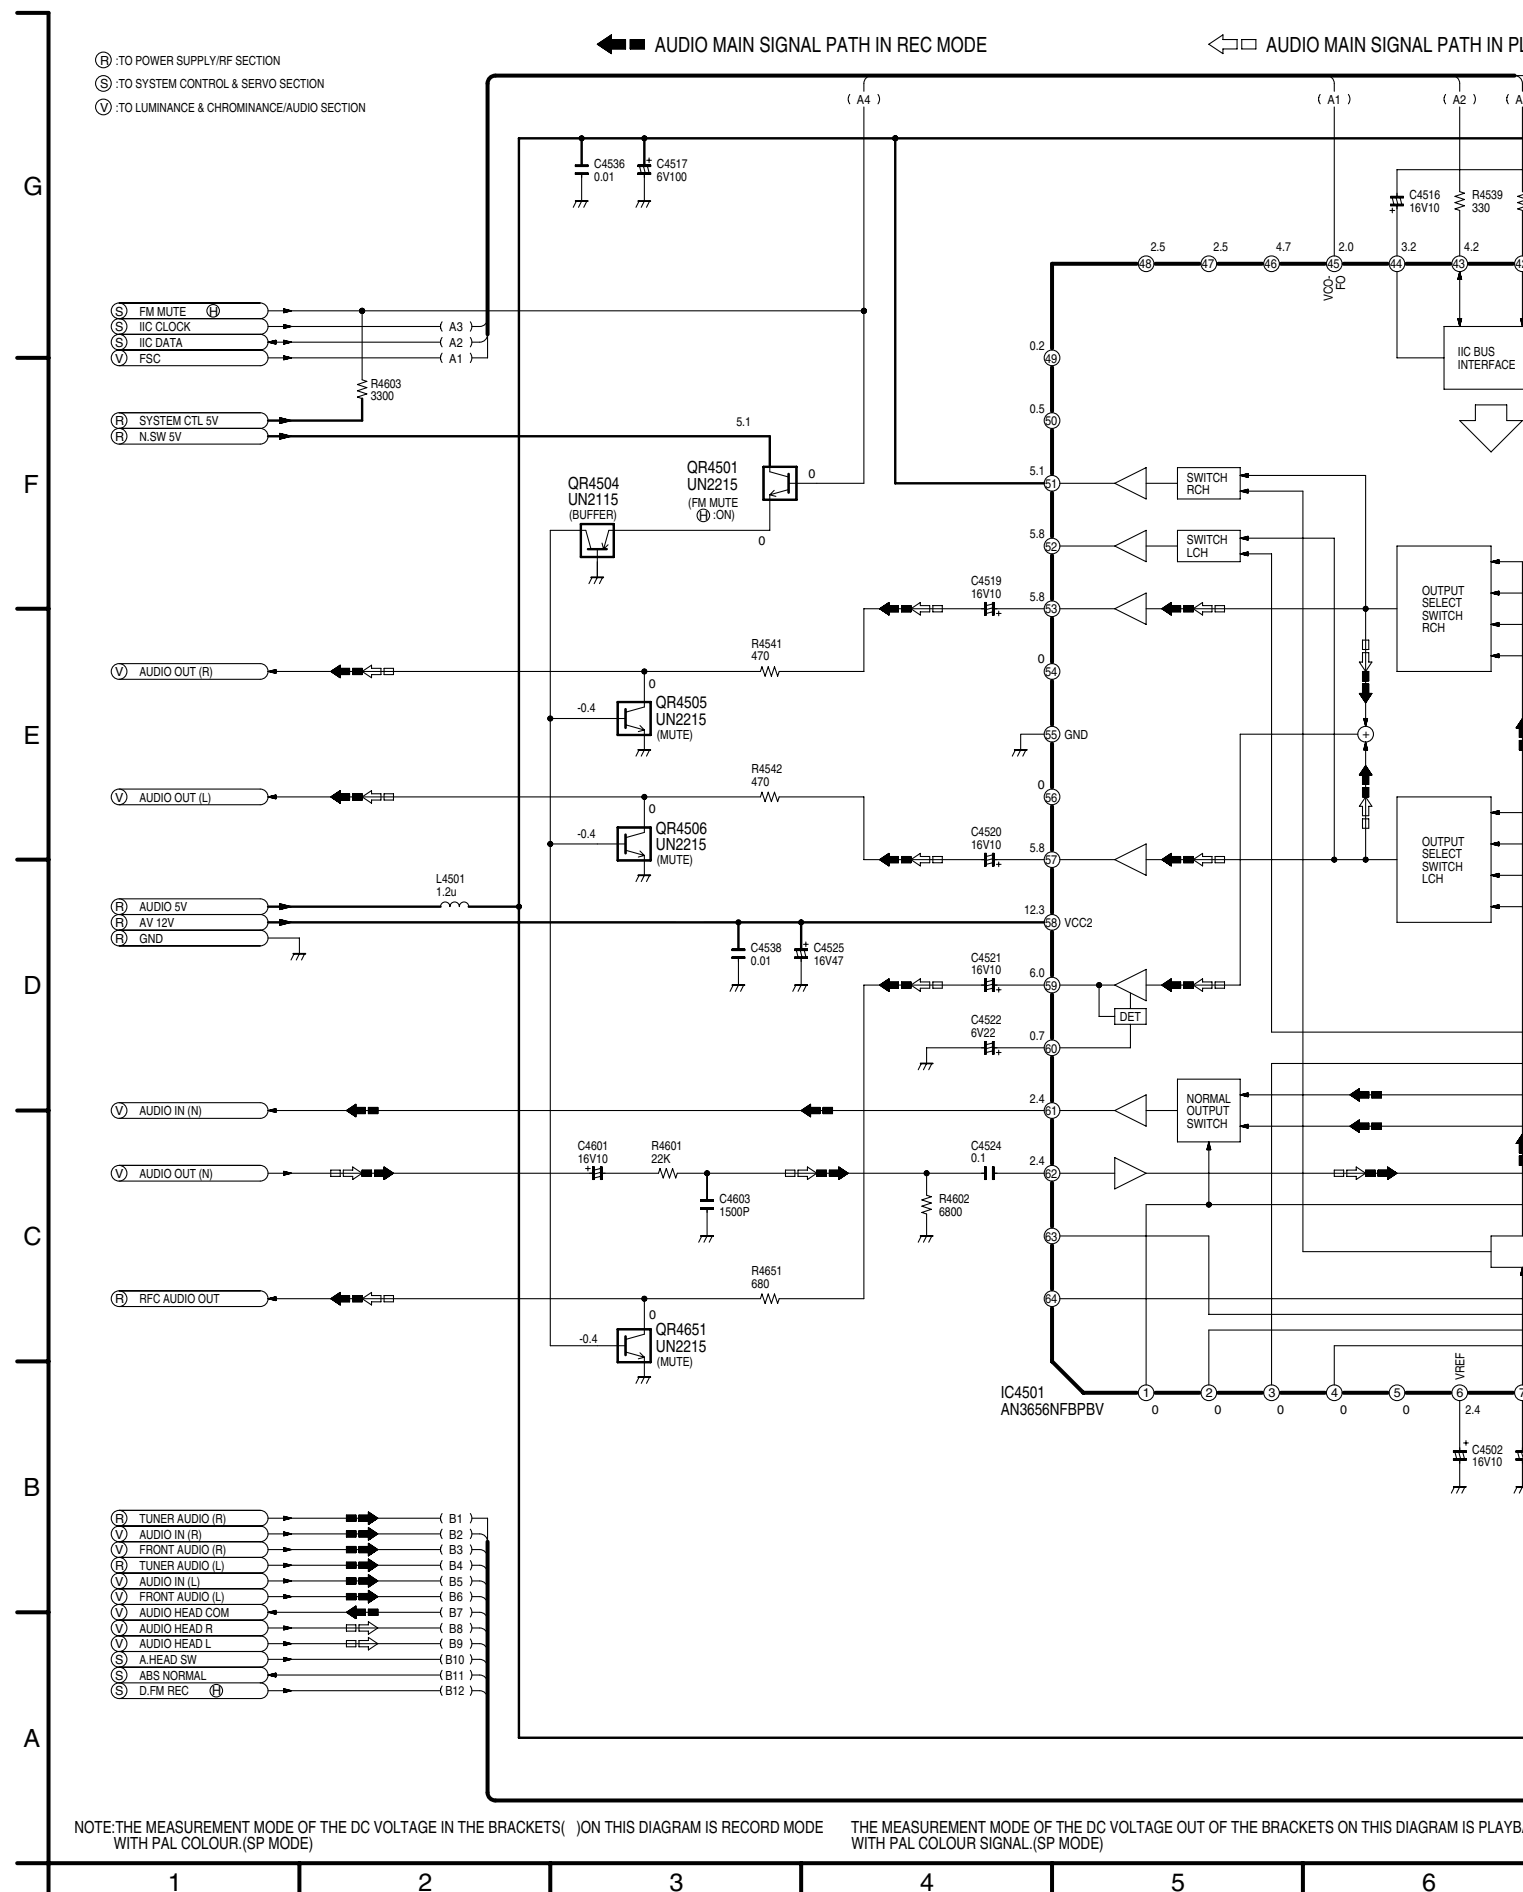 AUDIO MAIN SIGNAL PATH IN REC MODE
AUDIO MAIN SIGNAL PATH IN
R :TO POWER SUPPLY/RF SECTION
S :TO SYSTEM CONTROL & SERVO SECTION
V :TO LUMINANCE & CHROMINANCE/AUDIO SECTION
( A4 )
( A1 )
( A2 )
( A
G
C4536
0.01
C4517
6V100
C4516
16V10
R4539
330
2.5
2.5
4.7
2.0
3.2
4.2
48
47
46
45
44
43
VCO-
FO
S FM MUTE H
S IIC CLOCK ( A3 )
S IIC DATA ( A2 )
V FSC ( A1 )
0.2
49
IIC BUS
INTERFACE
R4603
3300
0.5
50
R SYSTEM CTL 5V
R N.SW 5V
5.1
F
QR4504
UN2115
(BUFFER)
QR4501
UN2215
(FM MUTE
H :ON)
0
0
5.1
51
SWITCH
RCH
5.8
52
SWITCH
LCH
C4519
16V10
+
5.8
53
OUTPUT
SELECT
SWITCH
RCH
R4541
470
0
54
V AUDIO OUT (R)
E
0
-0.4
QR4505
UN2215
(MUTE)
55 GND
+
R4542
470
0
56
V AUDIO OUT (L)
0
-0.4
QR4506
UN2215
(MUTE)
C4520
16V10
+
5.8
57
OUTPUT
SELECT
SWITCH
LCH
L4501
1.2u
R AUDIO 5V
R AV 12V
R GND
12.3
58 VCC2
D
C4538
0.01
C4525
16V47
C4521
16V10
+
6.0
59
DET
C4522
6V22
+
0.7
60
V AUDIO IN (N)
2.4
61
NORMAL
OUTPUT
SWITCH
V AUDIO OUT (N)
C4601
16V10
R4601
22K
C4603
1500P
C4524
0.1
R4602
6800
2.4
62
C
63
R4651
680
R RFC AUDIO OUT
64
0
-0.4
QR4651
UN2215
(MUTE)
VREF
IC4501
AN3656NFBPBV
1
2
3
4
5
6
7
0
0
0
0
0
2.4
C4502
16V10
B
R TUNER AUDIO (R) ( B1 )
V AUDIO IN (R) ( B2 )
V FRONT AUDIO (R) ( B3 )
R TUNER AUDIO (L) ( B4 )
V AUDIO IN (L) ( B5 )
V FRONT AUDIO (L) ( B6 )
V AUDIO HEAD COM ( B7 )
V AUDIO HEAD R ( B8 )
V AUDIO HEAD L ( B9 )
S A.HEAD SW ( B10 )
S ABS NORMAL ( B11 )
S D.FM REC H ( B12 )
A
NOTE:THE MEASUREMENT MODE OF THE DC VOLTAGE IN THE BRACKETS( )ON THIS DIAGRAM IS RECORD MODE
WITH PAL COLOUR.(SP MODE)
THE MEASUREMENT MODE OF THE DC VOLTAGE OUT OF THE BRACKETS ON THIS DIAGRAM IS
WITH PAL COLOUR SIGNAL.(SP MODE)
1 2 3 4 5 6